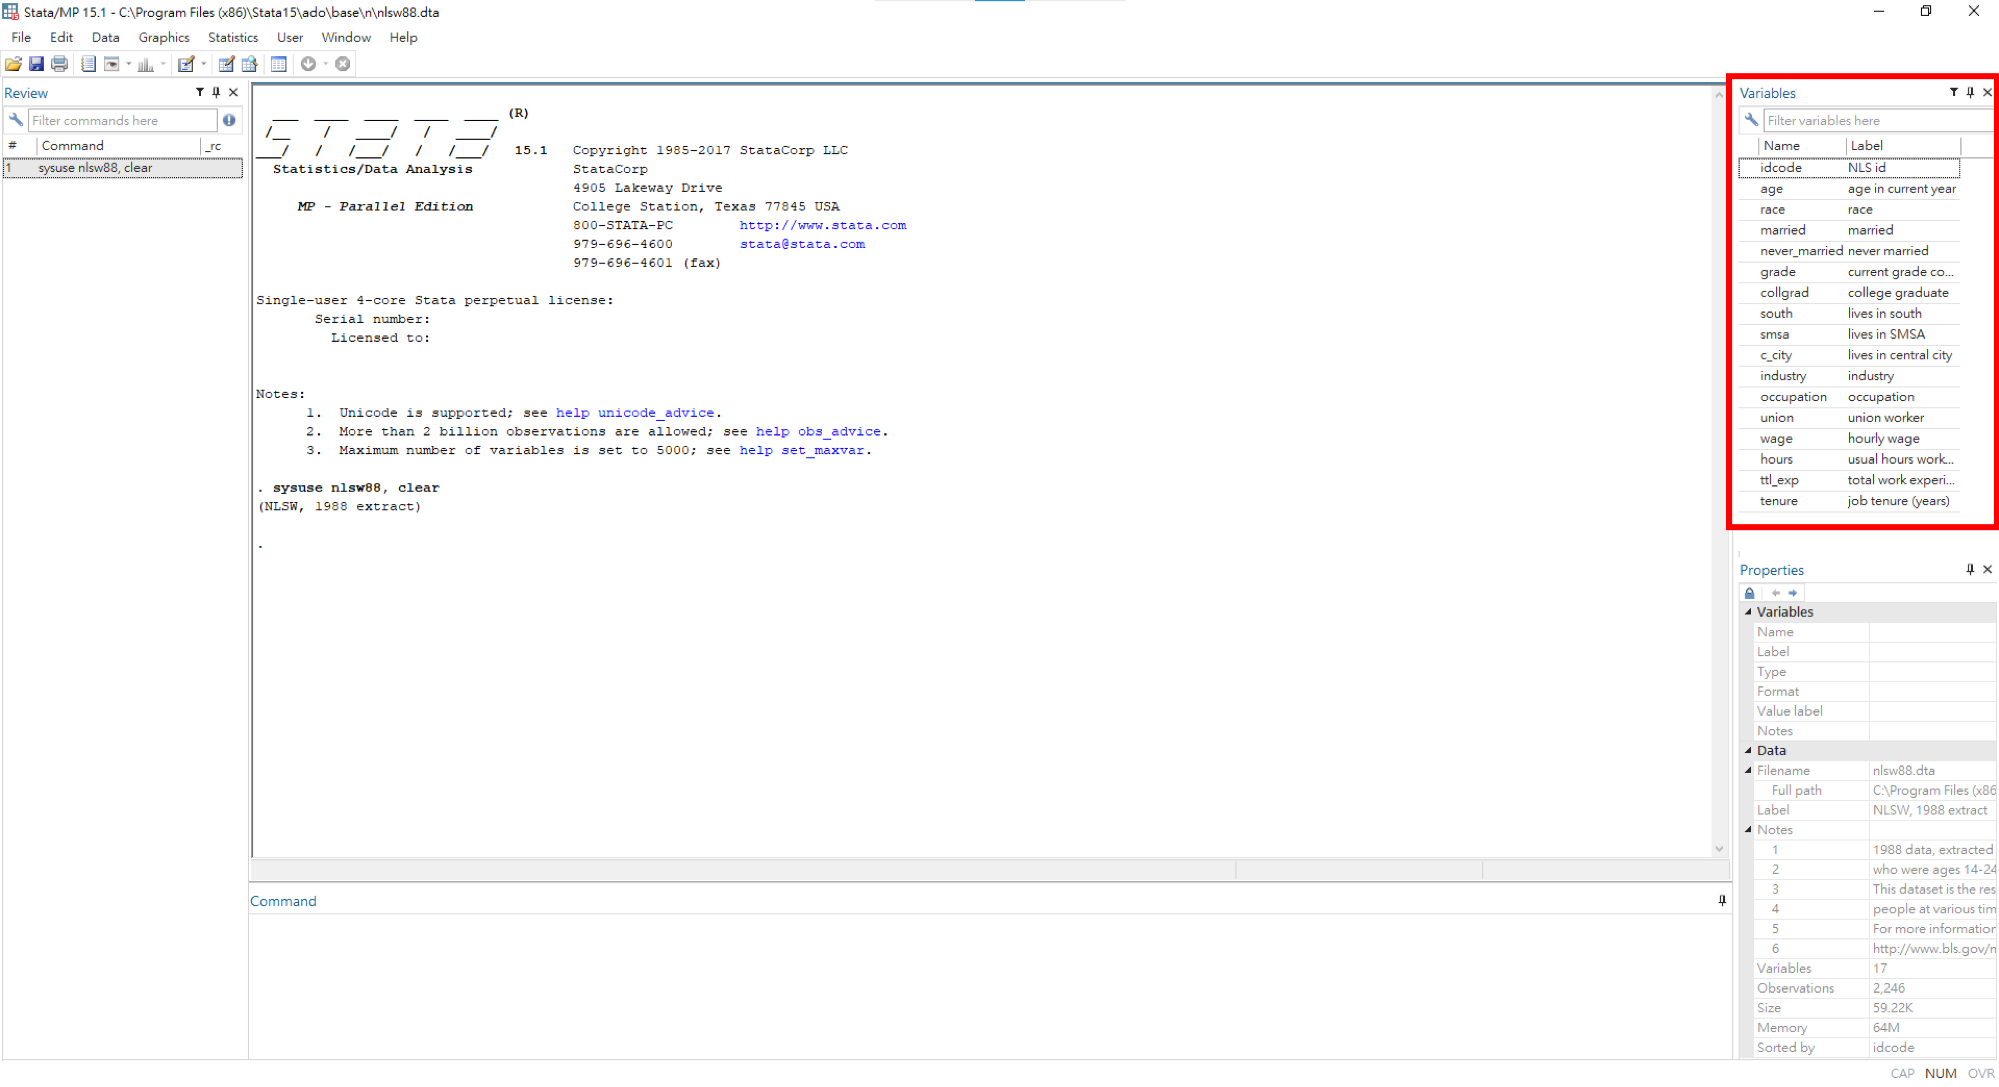 Stata/MP 15.1 - C:\Program Files (x86)\Stata15\ado\base\n\nlsw88.dta
File Edit Data Graphics Statistics User Window Help
Review
Filter commands here
# Command _rc
1 sysuse nlsw88, clear
(R)
Stata
15.1 Copyright 1985-2017 StataCorp LLC
Statistics/Data Analysis StataCorp
4905 Lakeway Drive
MP - Parallel Edition College Station, Texas 77845 USA
800-STATA-PC http://www.stata.com
979-696-4600 stata@stata.com
979-696-4601 (fax)
Single-user 4-core Stata perpetual license:
Serial number:
Licensed to:
Notes:
1. Unicode is supported; see help unicode_advice.
2. More than 2 billion observations are allowed; see help obs_advice.
3. Maximum number of variables is set to 5000; see help set_maxvar.
. sysuse nlsw88, clear
(NLSW, 1988 extract)
.
Command
Variables
Filter variables here
Name Label
idcode NLS id
age age in current year
race race
married married
never_married never married
grade current grade co...
collgrad college graduate
south lives in south
smsa lives in SMSA
c_city lives in central city
industry industry
occupation occupation
union union worker
wage hourly wage
hours usual hours work...
ttl_exp total work experi...
tenure job tenure (years)
Properties
Variables
Name
Label
Type
Format
Value label
Notes
Data
Filename nlsw88.dta
Full path C:\Program Files (x86
Label NLSW, 1988 extract
Notes
1 1988 data, extracted
2 who were ages 14-24
3 This dataset is the res
4 people at various tim
5 For more information
6 http://www.bls.gov/n
Variables 17
Observations 2,246
Size 59.22K
Memory 64M
Sorted by idcode
CAP NUM OVR